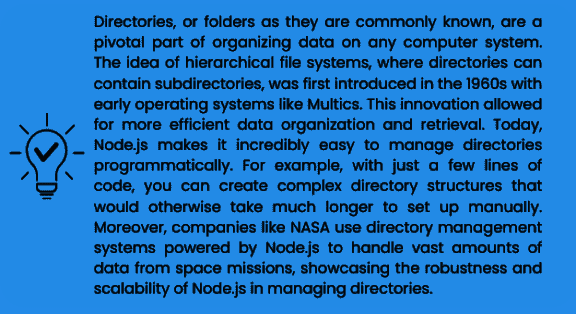 Directories, or folders as they are commonly known, are a
pivotal part of organizing data on any computer system.
The idea of hierarchical file systems, where directories can
contain subdirectories, was first introduced in the 1960s with
early operating systems like Multics. This innovation allowed
for more efficient data organization and retrieval. Today,
Node.js makes it incredibly easy to manage directories
programmatically. For example, with just a few lines of
code, you can create complex directory structures that
would otherwise take much longer to set up manually.
Moreover, companies like NASA use directory management
systems powered by Node.js to handle vast amounts of
data from space missions, showcasing the robustness and
scalability of Node.js in managing directories.